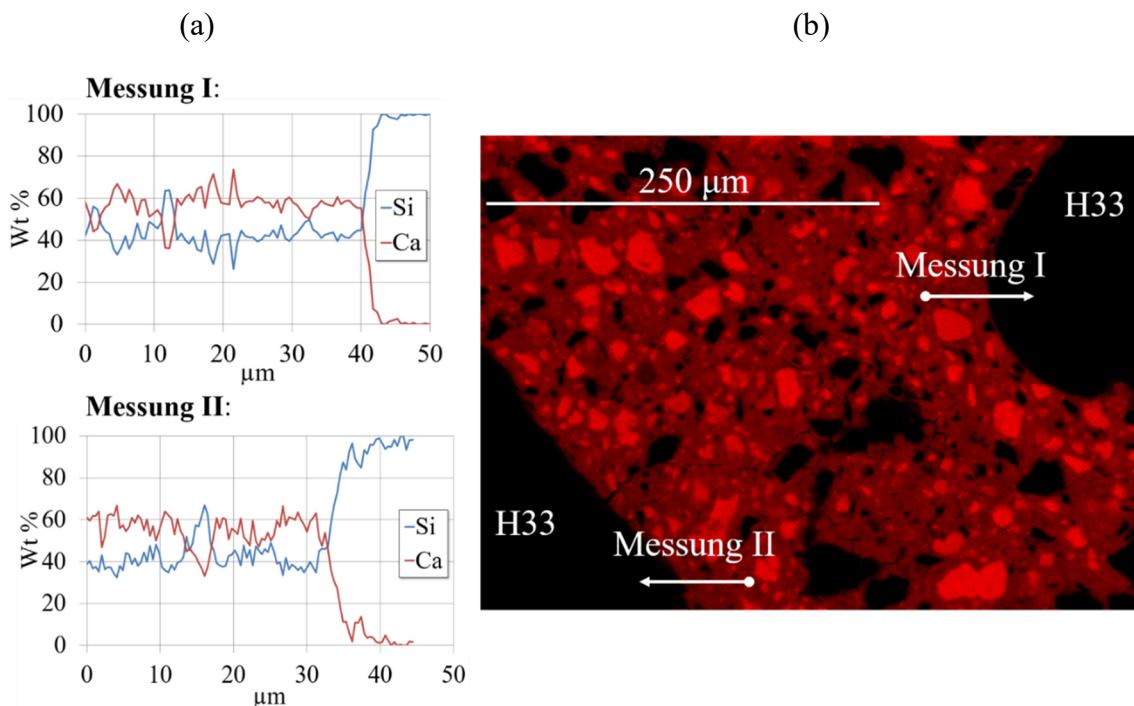 (a)
(b)
Messung I:
100
80
60
40
20
0
Wt %
Si
Ca
0 10 20 30 40 50
µm
Messung II:
100
80
60
40
20
0
Wt %
Si
Ca
0 10 20 30 40 50
µm
250 µm
H33
Messung I
H33
Messung II